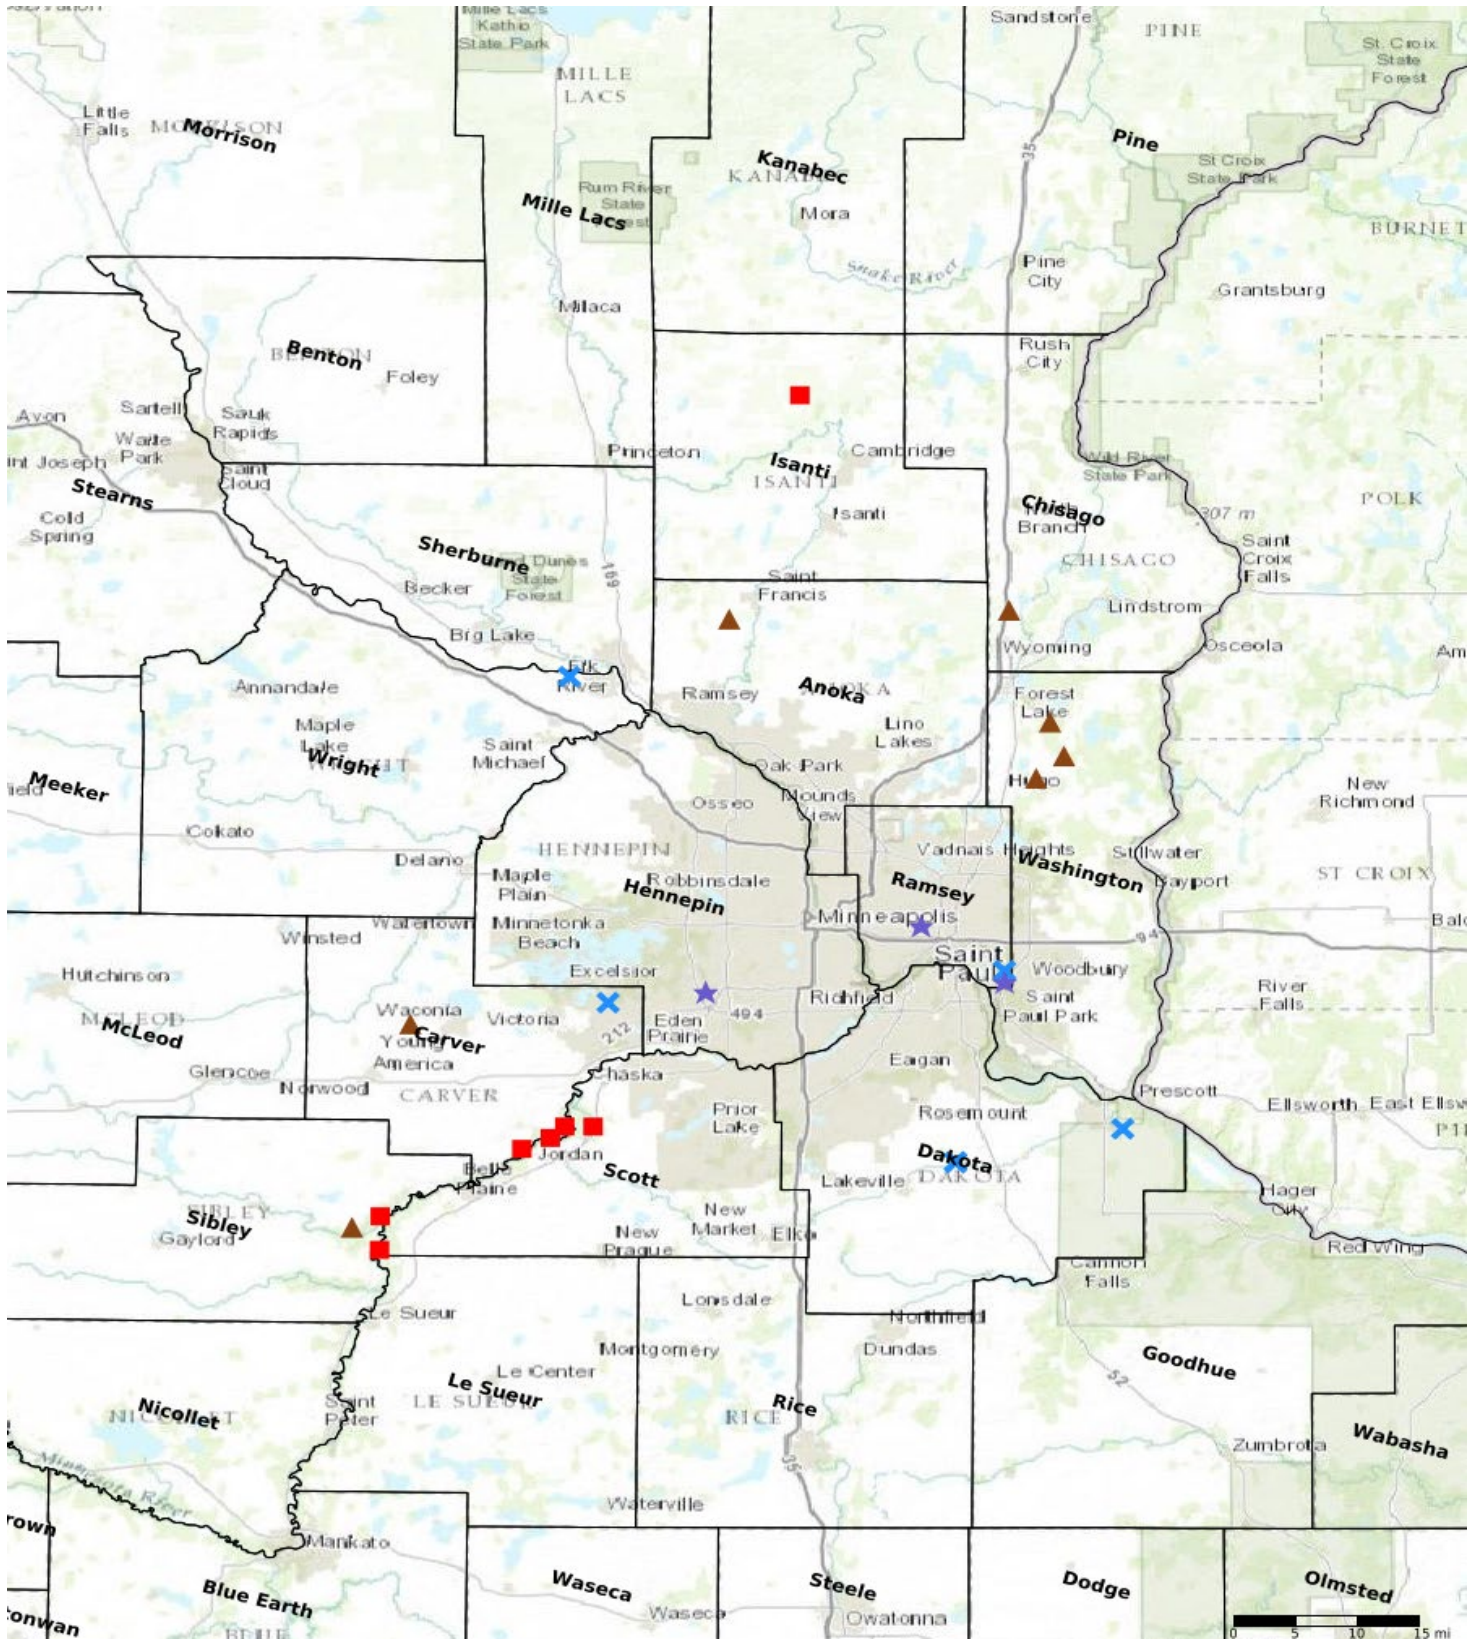 Mille Lacs
Kathio
State Park
Sandstone
PINE
St. Croix
State
Forest
MILLE
LACS
Little
Falls
Morrison
35
Pine
Kanabec
St Croix
State Park
Rum River
State
Mille Lacs
Mora
BURNET
Snake River
Pine
City
Grantsburg
Milaca
Rush
City
Benton
Foley
Avon
Sartell
Sauk
Rapids
Waite
Park
int Joseph
Saint
Cloud
Princeton
Cambridge
Wild River
State Park
Isanti
ISANTI
Stearns
Cold
Spring
Isanti
Chisago
Branch
307 m
POLK
Saint
Croix
Falls
CHISAGO
Sherburne
Dunes
State
Forest
169
Becker
Saint
Francis
Lindstrom
Big Lake
Wyoming
Osceola
Am
Elk
River
Annandale
Ramsey
Anoka
Forest
Lake
Maple
Lake
Lino
Lakes
Saint
Michael
Wright
Oak Park
Hugo
Meeker
Mounds
View
Osseo
New
Richmond
Cokato
Delano
HENNEPIN
Vadnais Heights
Stillwater
Washington
Maple
Plain
Robbinsdale
Hennepin
Ramsey
Bayport
ST CROIX
Watertown
Winsted
Minnetonka
Beach
Minneapolis
94
Bald
Saint
Paul
Woodbury
Hutchinson
Excelsior
River
Falls
Richfield
Saint
Paul Park
Waconia
Victoria
MCLEOD
McLeod
Carver
Young
America
212
494
Eden
Prairie
Eagan
Glencoe
Norwood
CARVER
Chaska
Prescott
Prior
Lake
Rosemount
Ellsworth
East Ellsw
Jordan
Belle
Plaine
Scott
Dakota
DAKOTA
Lakeville
Hager
City
SIBLEY
Sibley
Gaylord
New
Market
Elko
New
Prague
Red Wing
Cannon
Falls
Le Sueur
Lonsdale
Northfield
Montgomery
Dundas
Le Center
Goodhue
Le Sueur
LE SUEUR
52
Saint
Peter
Nicollet
Rice
RICE
Wabasha
Zumbrota
Minnesota River
35
Waterville
rown
Mankato
Blue Earth
Waseca
Steele
Dodge
Olmsted
onwan
Waseca
Owatonna
0 5 10 15 mi